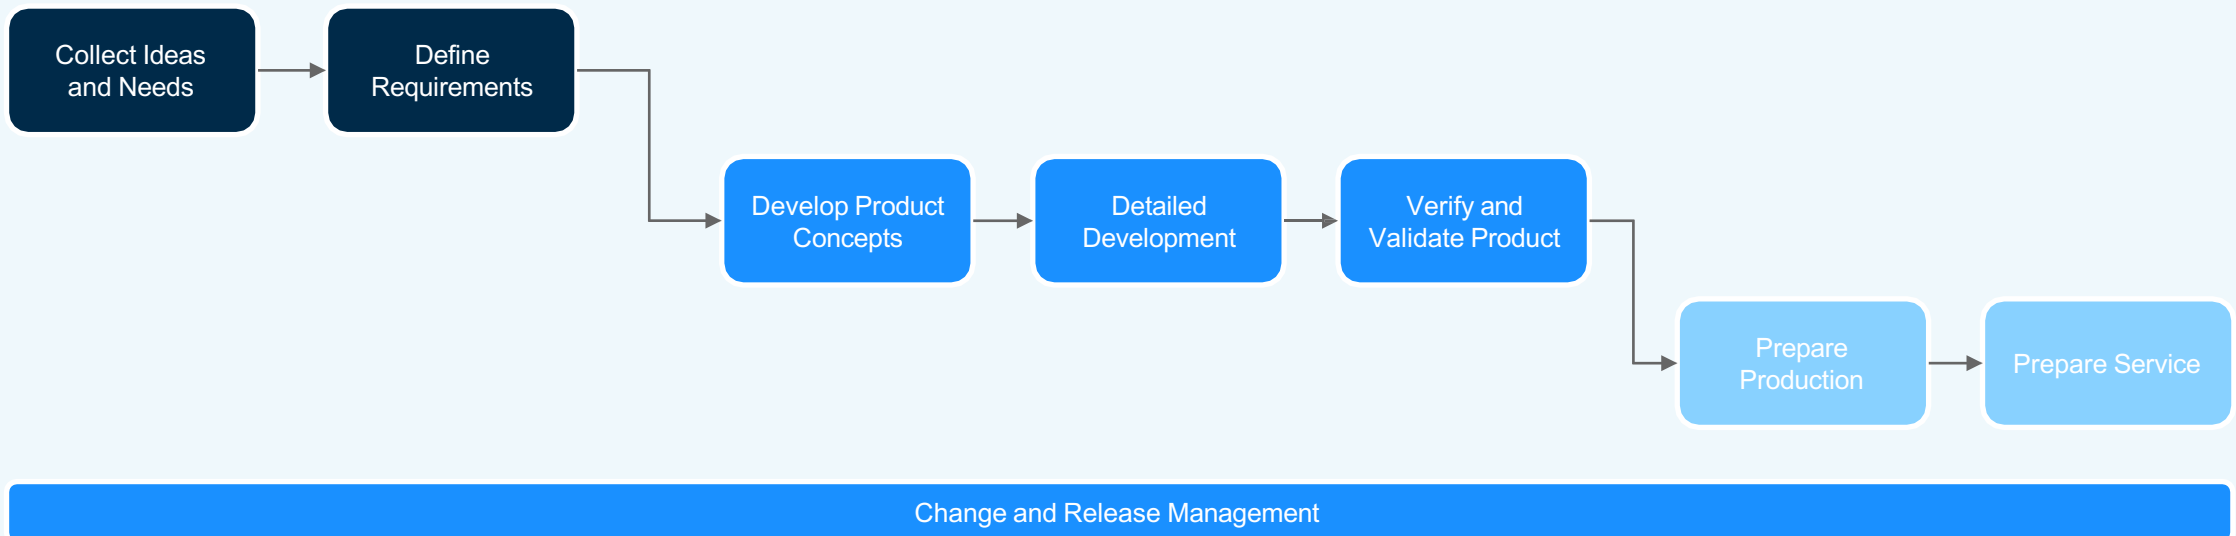 Collect Ideas
and Needs
Define
Requirements
Develop Product
Concepts
Detailed
Development
Verify and
Validate Product
Prepare
Production
Prepare Service
Change and Release Management